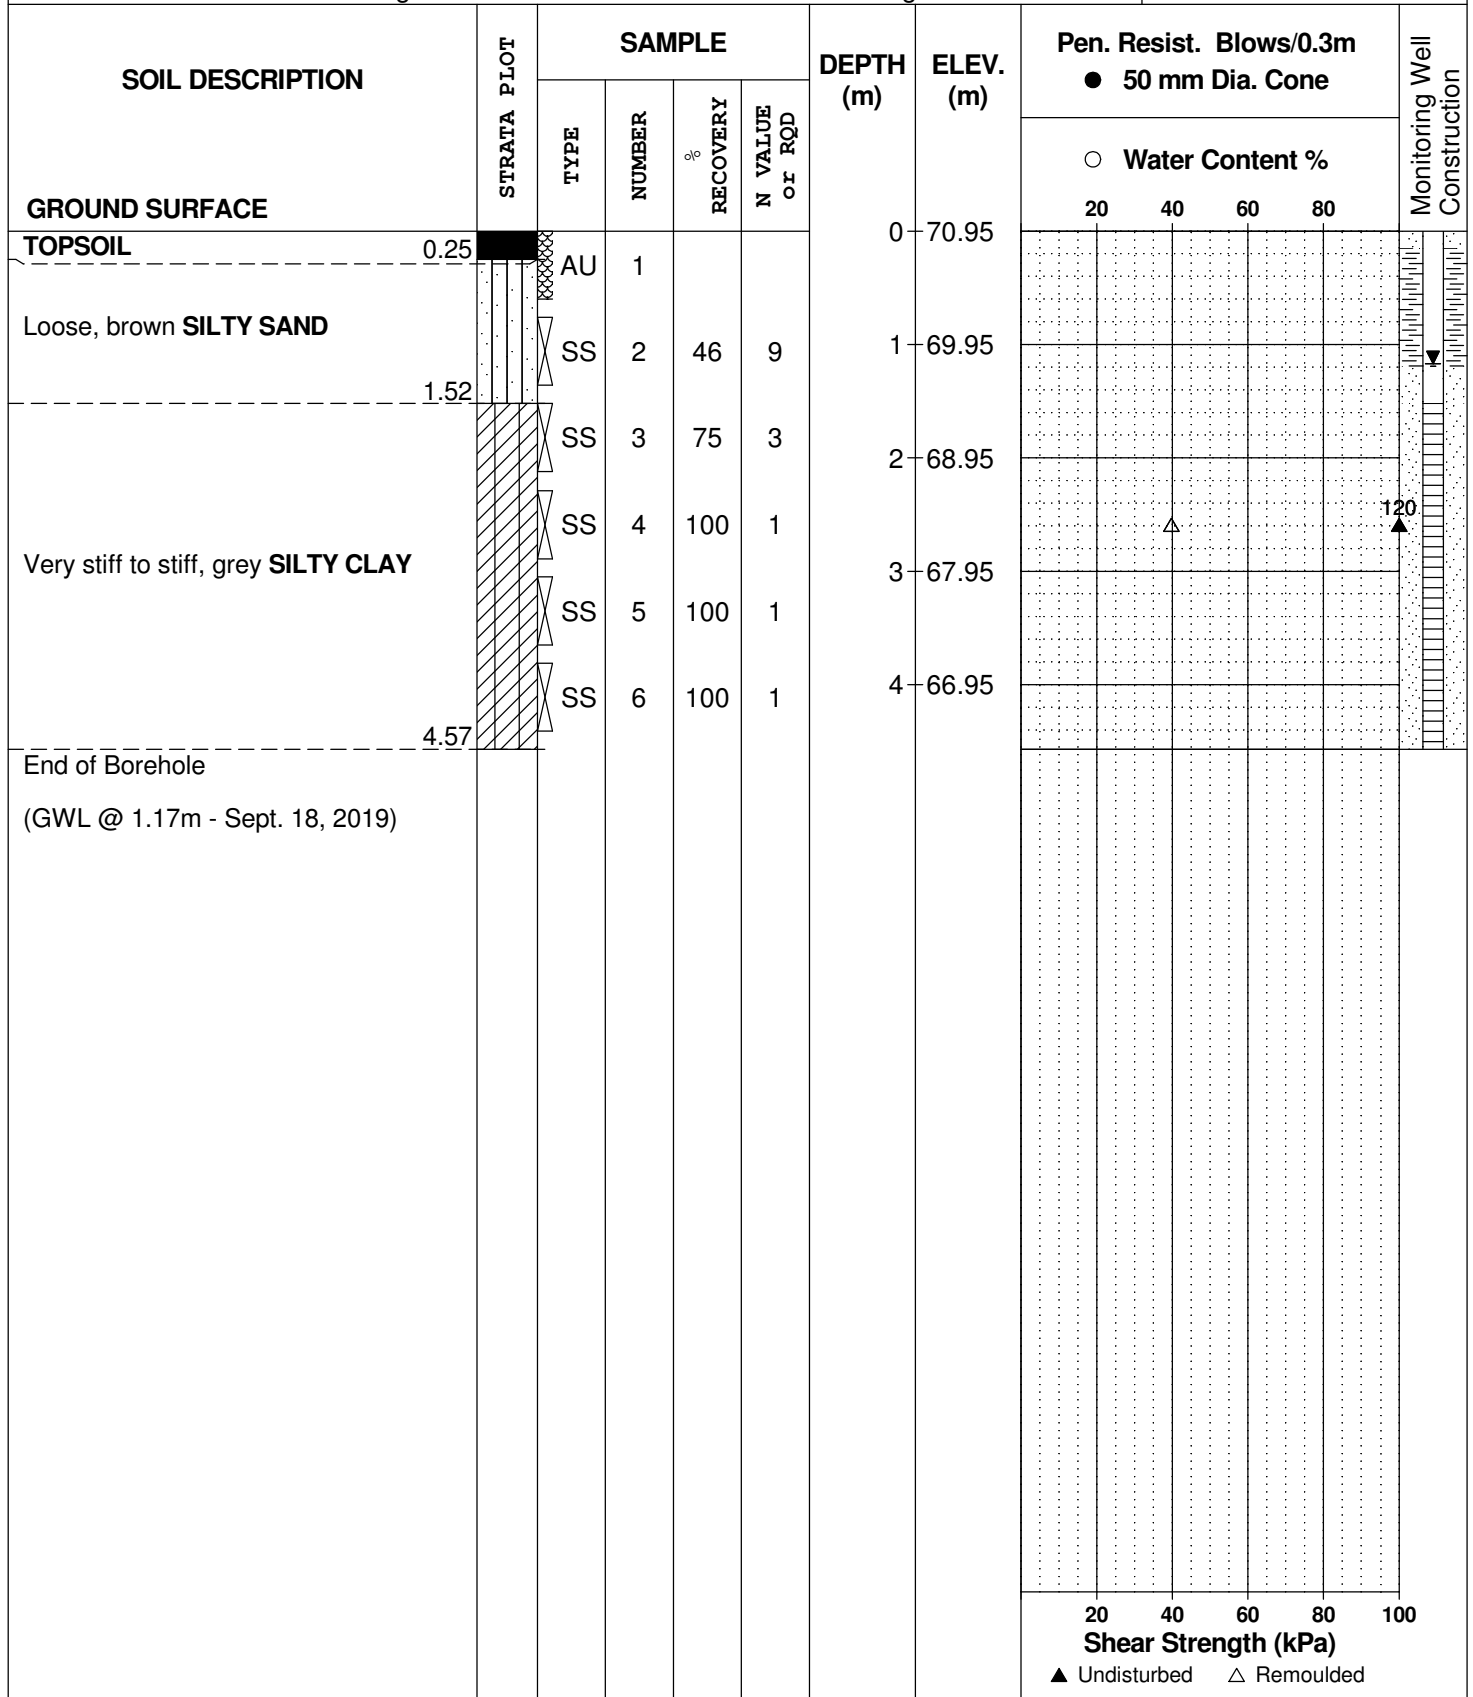 SOIL DESCRIPTION
GROUND SURFACE
STRATA PLOT
SAMPLE
TYPE
NUMBER
% RECOVERY
N VALUE or RQD
DEPTH (m)
ELEV. (m)
Pen. Resist. Blows/0.3m
● 50 mm Dia. Cone
○ Water Content %
20 40 60 80
Monitoring Well Construction
0 70.95
TOPSOIL 0.25
AU 1
Loose, brown SILTY SAND
SS 2 46 9
1 69.95
1.52
SS 3 75 3
2 68.95
120
SS 4 100 1
Very stiff to stiff, grey SILTY CLAY
3 67.95
SS 5 100 1
4 66.95
SS 6 100 1
4.57
End of Borehole
(GWL @ 1.17m - Sept. 18, 2019)
20 40 60 80 100
Shear Strength (kPa)
▲ Undisturbed △ Remoulded